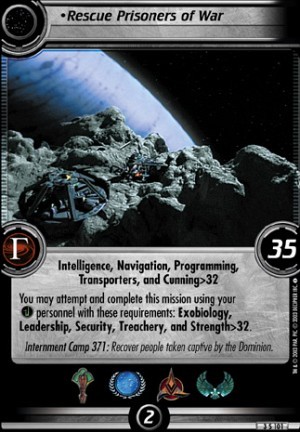 •Rescue Prisoners of War
Γ
35
Intelligence, Navigation, Programming,
Transporters, and Cunning>32
You may attempt and complete this mission using your
personnel with these requirements: Exobiology,
Leadership, Security, Treachery, and Strength>32.
Internment Camp 371: Recover people taken captive by the Dominion.
2